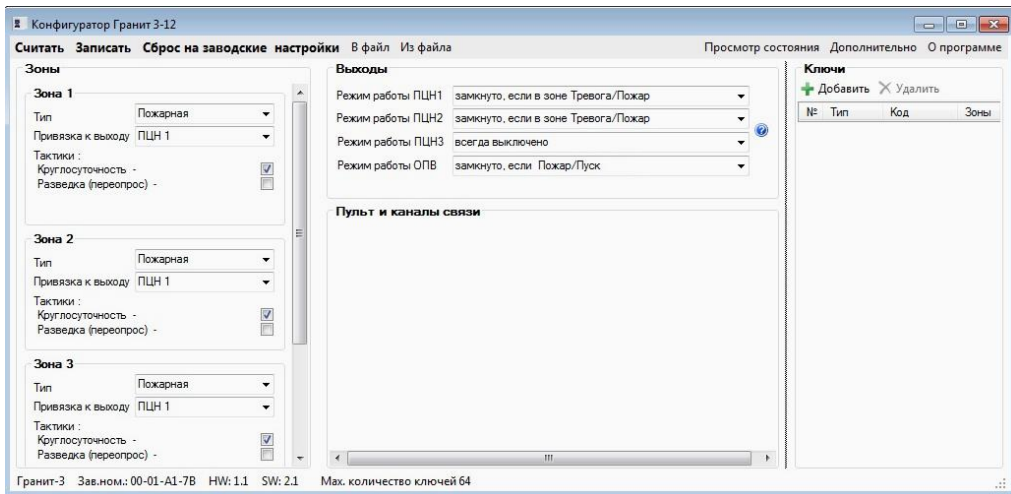 Конфигуратор Гранит 3-12
Считать Записать Сброс на заводские настройки В файл Из файла Просмотр состояния Дополнительно О программе
Зоны
Зона 1
Тип Пожарная
Привязка к выходу ПЦН 1
Тактики :
Круглосуточность -
Разведка (переопрос) -
Зона 2
Тип Пожарная
Привязка к выходу ПЦН 1
Тактики :
Круглосуточность -
Разведка (переопрос) -
Зона 3
Тип Пожарная
Привязка к выходу ПЦН 1
Тактики :
Круглосуточность -
Разведка (переопрос) -
Выходы
Режим работы ПЦН1 замкнуто, если в зоне Тревога/Пожар
Режим работы ПЦН2 замкнуто, если в зоне Тревога/Пожар
Режим работы ПЦН3 всегда выключено
Режим работы ОПВ замкнуто, если Пожар/Пуск
Пульт и каналы связи
Ключи
Добавить Удалить
№ Тип Код Зоны
Гранит-3 Зав.ном.: 00-01-A1-7B HW: 1.1 SW: 2.1 Мах. количество ключей 64